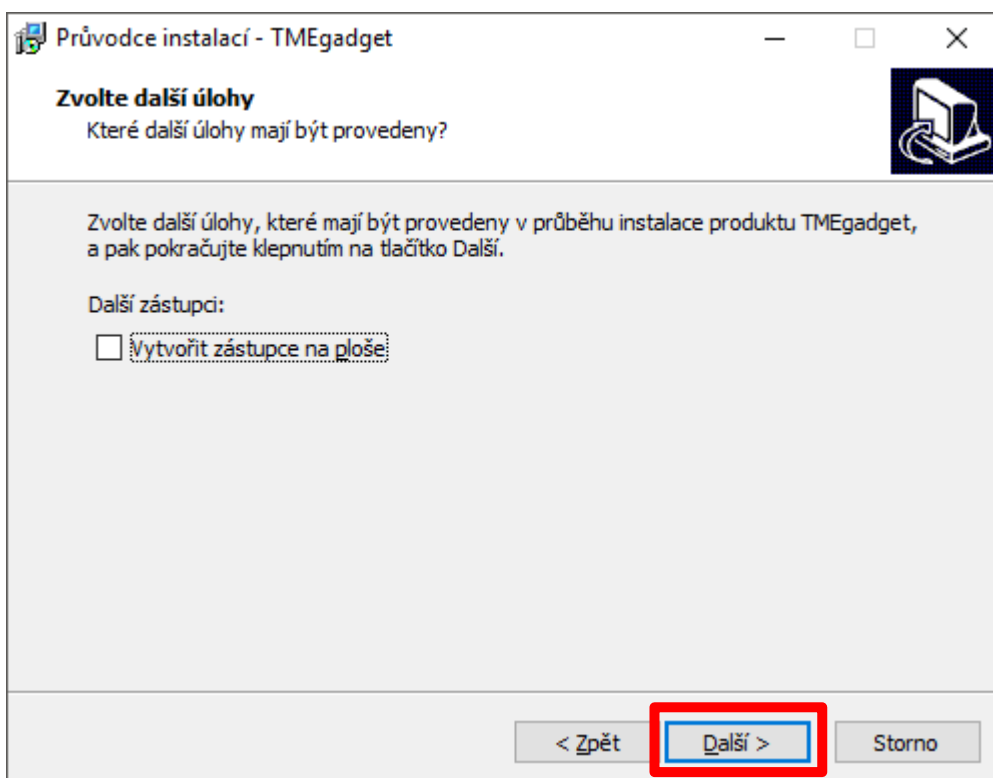 Průvodce instalací - TMEgadget
Zvolte další úlohy
Které další úlohy mají být provedeny?
Zvolte další úlohy, které mají být provedeny v průběhu instalace produktu TMEgadget,
a pak pokračujte klepnutím na tlačítko Další.
Další zástupci:
Vytvořit zástupce na ploše
< Zpět
Další >
Storno